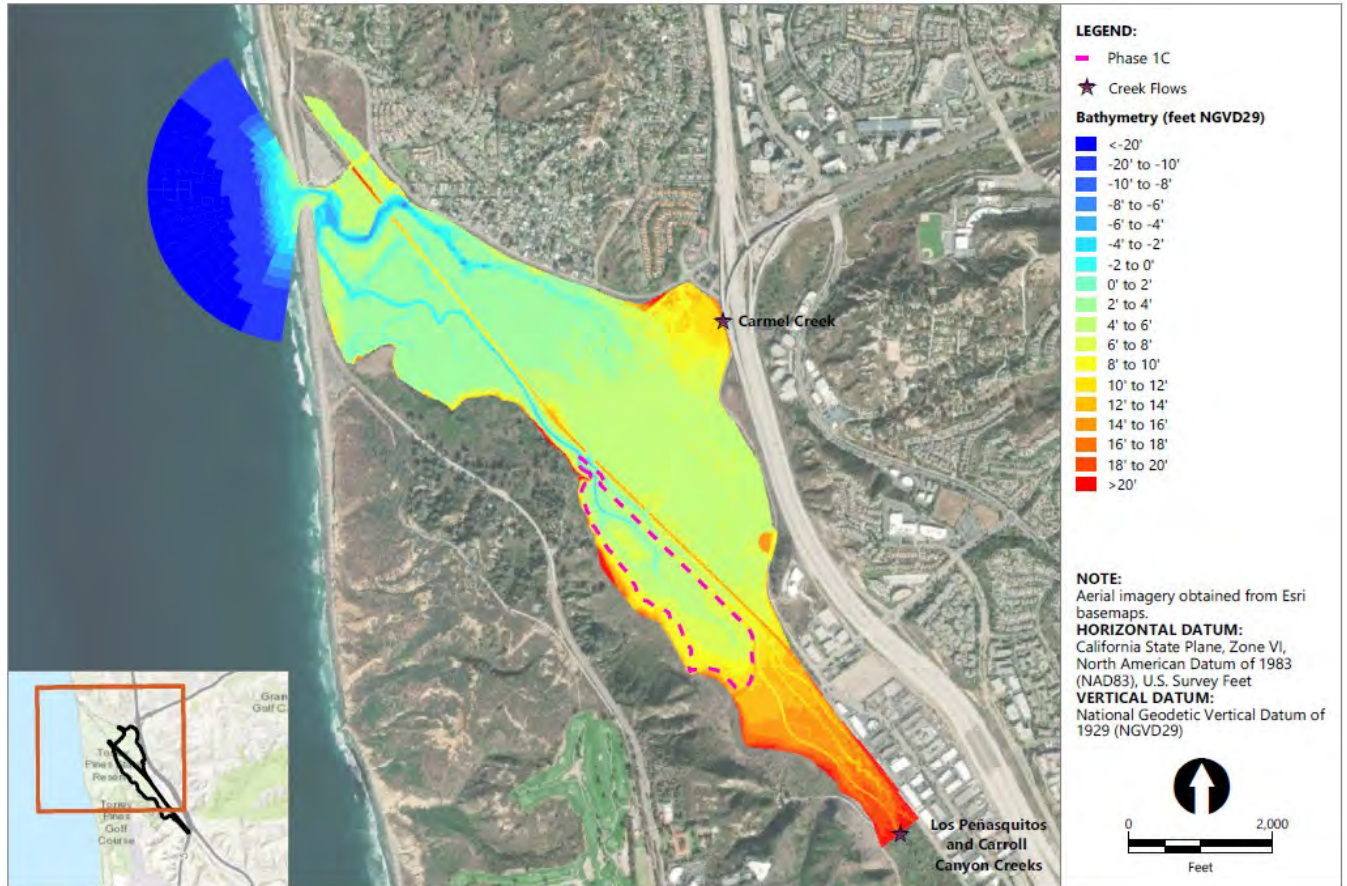 LEGEND:
Phase 1C
Creek Flows
Bathymetry (feet NGVD29)
<-20'
-20' to -10'
-10' to -8'
-8' to -6'
-6' to -4'
-4' to -2'
-2 to 0'
0' to 2'
2' to 4'
4' to 6'
6' to 8'
8' to 10'
10' to 12'
12' to 14'
14' to 16'
16' to 18'
18' to 20'
>20'
NOTE:
Aerial imagery obtained from Esri
basemaps.
HORIZONTAL DATUM:
California State Plane, Zone VI,
North American Datum of 1983
(NAD83), U.S. Survey Feet
VERTICAL DATUM:
National Geodetic Vertical Datum of
1929 (NGVD29)
0 2,000
Feet
Carmel Creek
Los Peñasquitos
and Carroll
Canyon Creeks
Golf C
Pines
Reserv
Torrey
Pines
Golf
Course